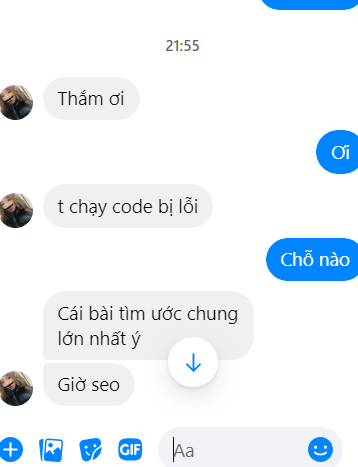 21:55
Thắm ơi
Ơi
t chạy code bị lỗi
Chỗ nào
Cái bài tìm ước chung
lớn nhất ý
Giờ seo
GIF
Aa